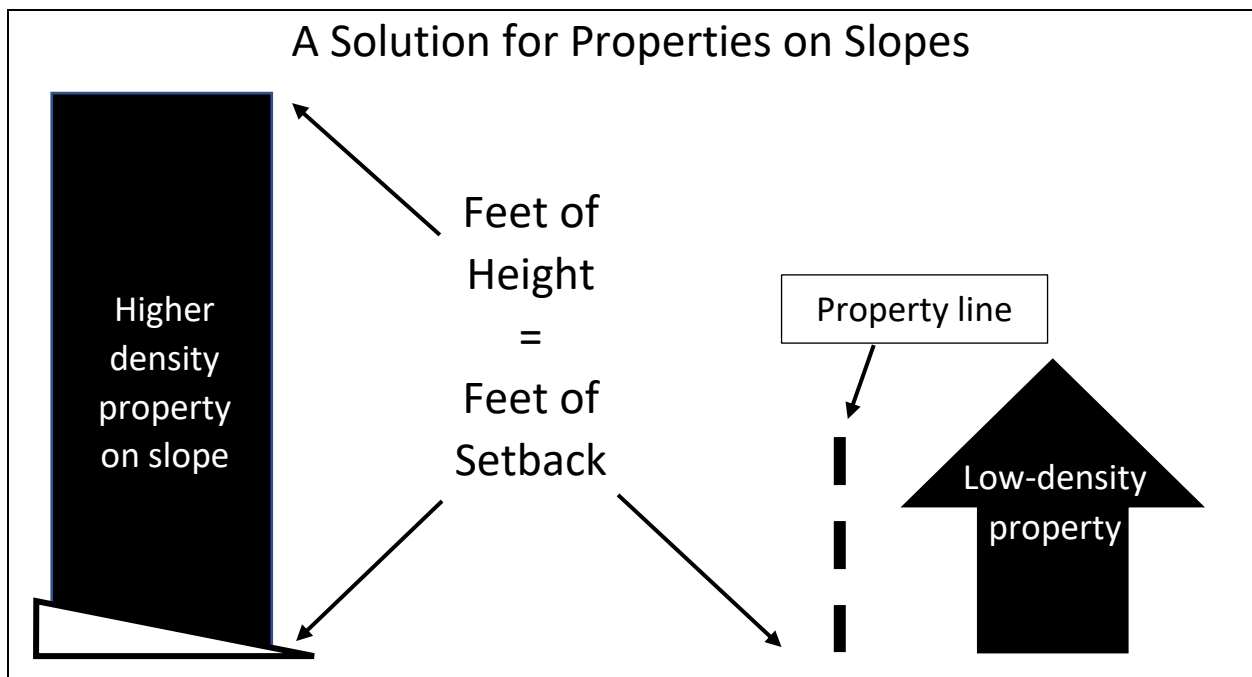 A Solution for Properties on Slopes
Feet of
Height
=
Feet of
Setback
Higher
density
property
on slope
Property line
Low-density
property